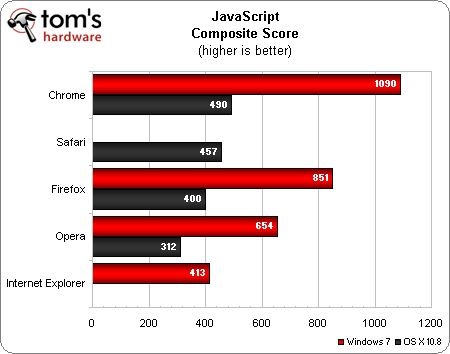 tom's
hardware
JavaScript
Composite Score
(higher is better)
Chrome
1090
490
Safari
457
Firefox
851
400
Opera
654
312
Internet Explorer
413
0 200 400 600 800 1000 1200
Windows 7 OS X 10.8